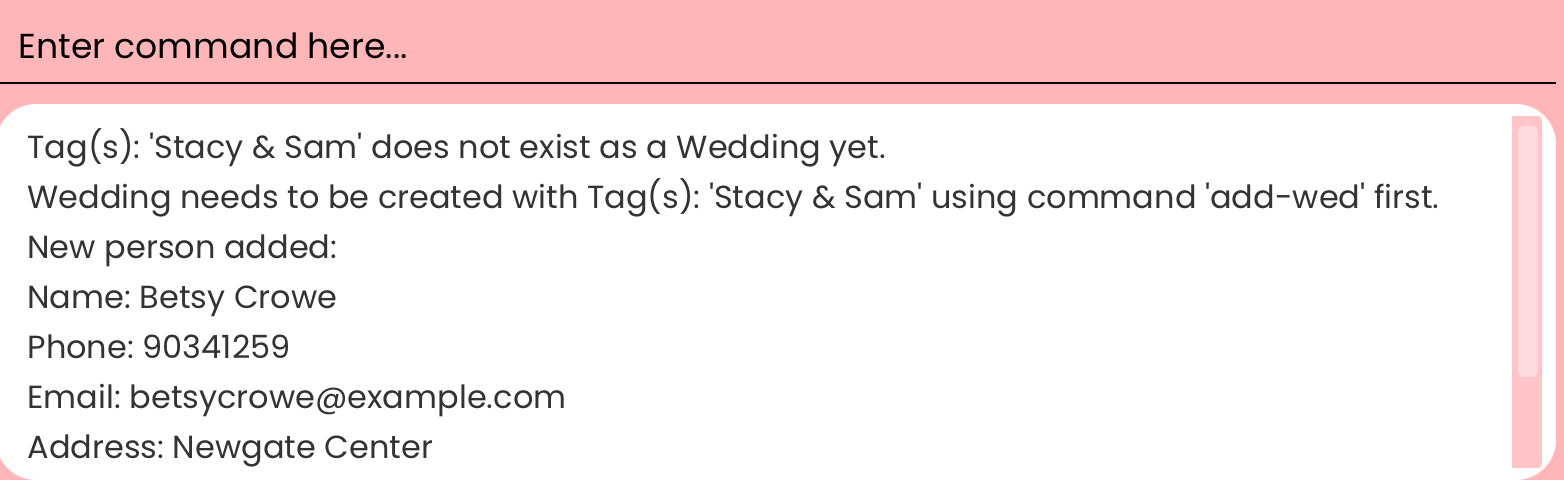 Enter command here...
Tag(s): 'Stacy & Sam' does not exist as a Wedding yet.
Wedding needs to be created with Tag(s): 'Stacy & Sam' using command 'add-wed' first.
New person added:
Name: Betsy Crowe
Phone: 90341259
Email: betsycrowe@example.com
Address: Newgate Center